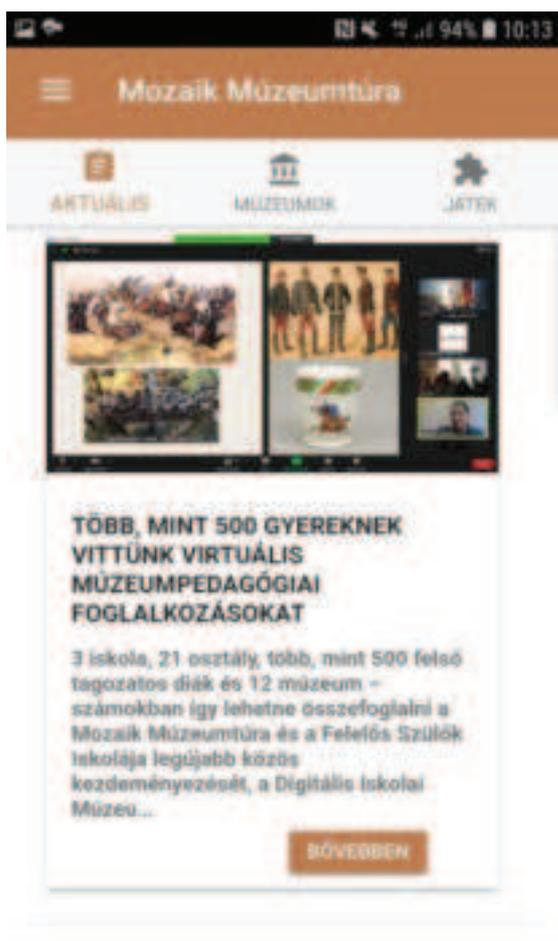 94% 10:13
Mozaik Múzeumtúra
AKTUÁLIS MÚZEUMOK JÁTÉK
TÖBB, MINT 500 GYEREKNEK
VITTÜNK VIRTUÁLIS
MÚZEUMPEDAGÓGIAI
FOGLALKOZÁSOKAT
3 iskola, 21 osztály, több, mint 500 felső
tagozatos diák és 12 múzeum –
számokban így lehetne összefoglalni a
Mozaik Múzeumtúra és a Felelős Szülők
Iskolája legújabb közös
kezdeményezését, a Digitális Iskolai
Múzeu...
BŐVEBBEN